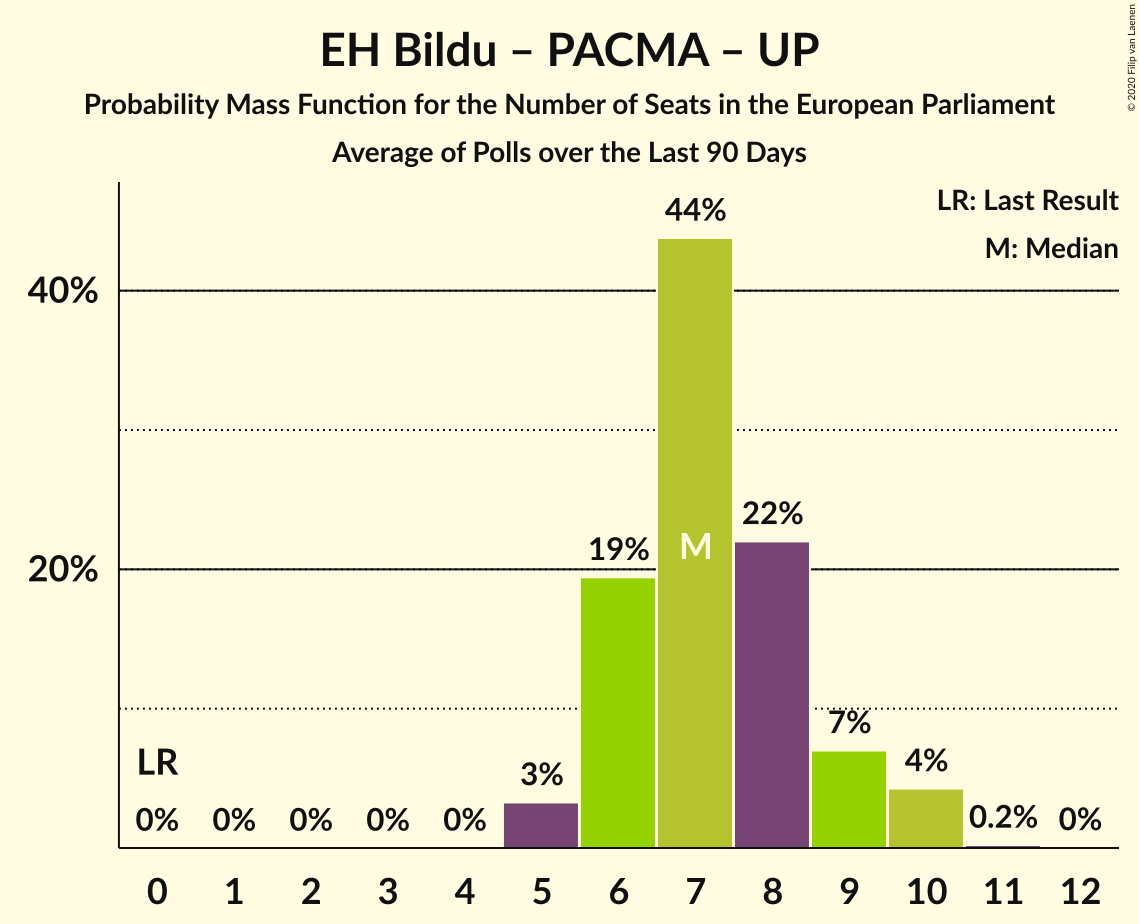 EH Bildu – PACMA – UP
Probability Mass Function for the Number of Seats in the European Parliament
Average of Polls over the Last 90 Days
© 2020 Filip van Laenen
LR: Last Result
M: Median
44%
40%
22%
19%
M
20%
7%
LR
4%
3%
0% 0% 0% 0% 0% 0.2% 0%
0 1 2 3 4 5 6 7 8 9 10 11 12